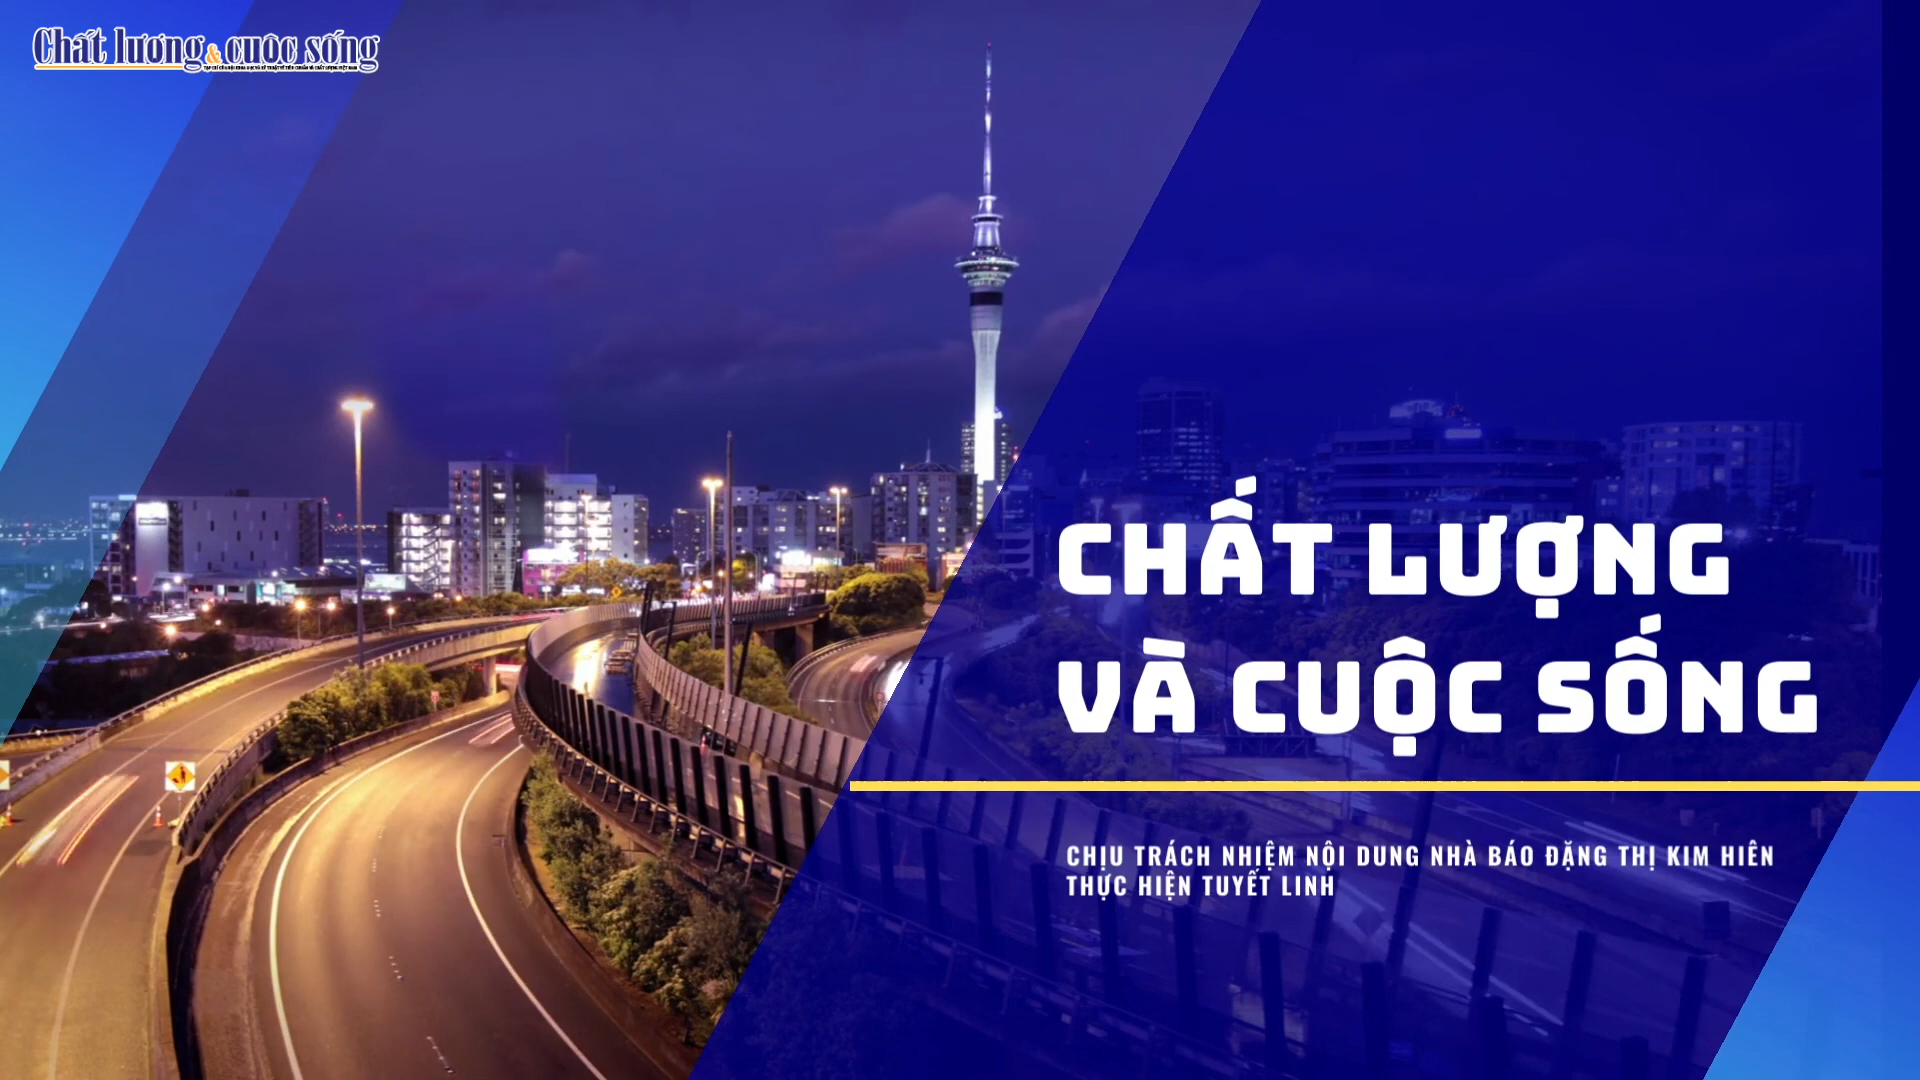 Chất lượng & cuộc sống
CHẤT LƯỢNG
VÀ CUỘC SỐNG
CHỊU TRÁCH NHIỆM NỘI DUNG NHÀ BÁO ĐẶNG THỊ KIM HIÊN
THỰC HIỆN TUYẾT LINH